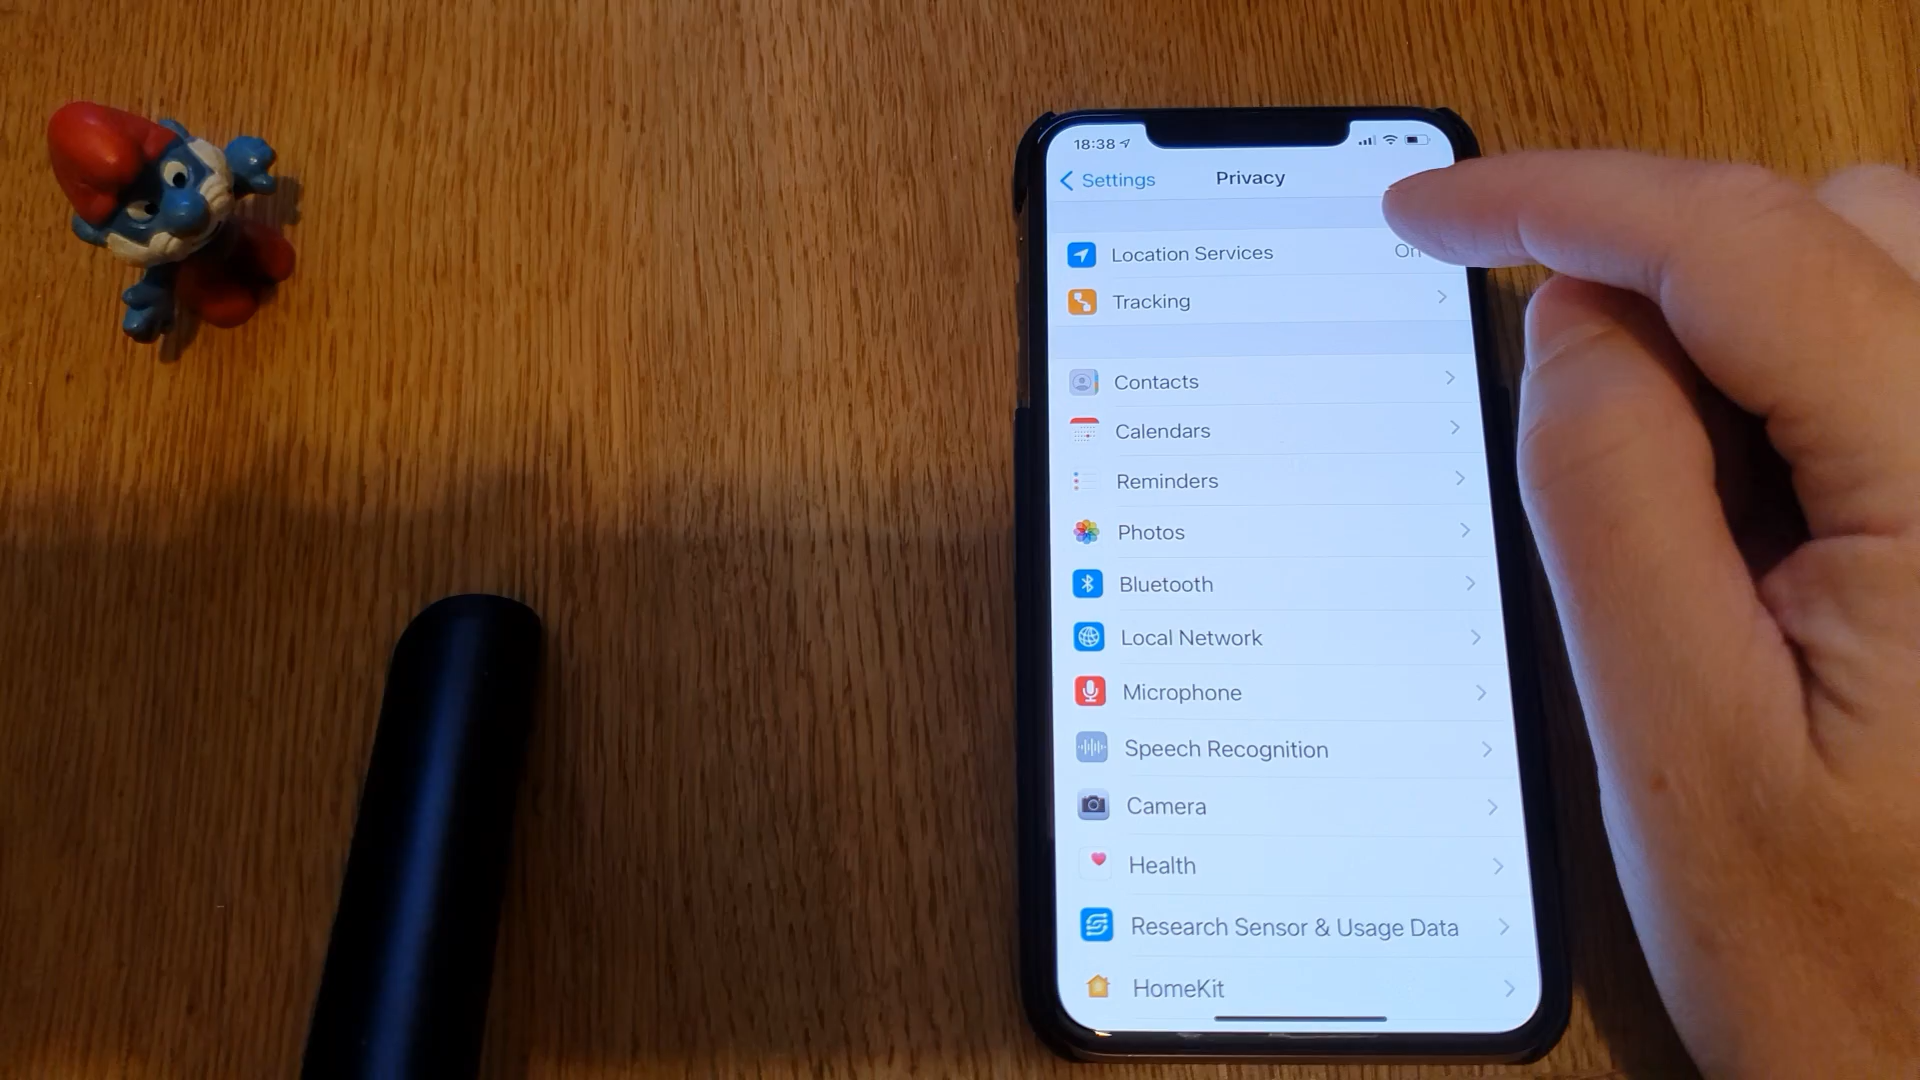 18:38
Settings
Privacy
Location Services
On
Tracking
Contacts
Calendars
Reminders
Photos
Bluetooth
Local Network
Microphone
Speech Recognition
Camera
Health
Research Sensor & Usage Data
HomeKit